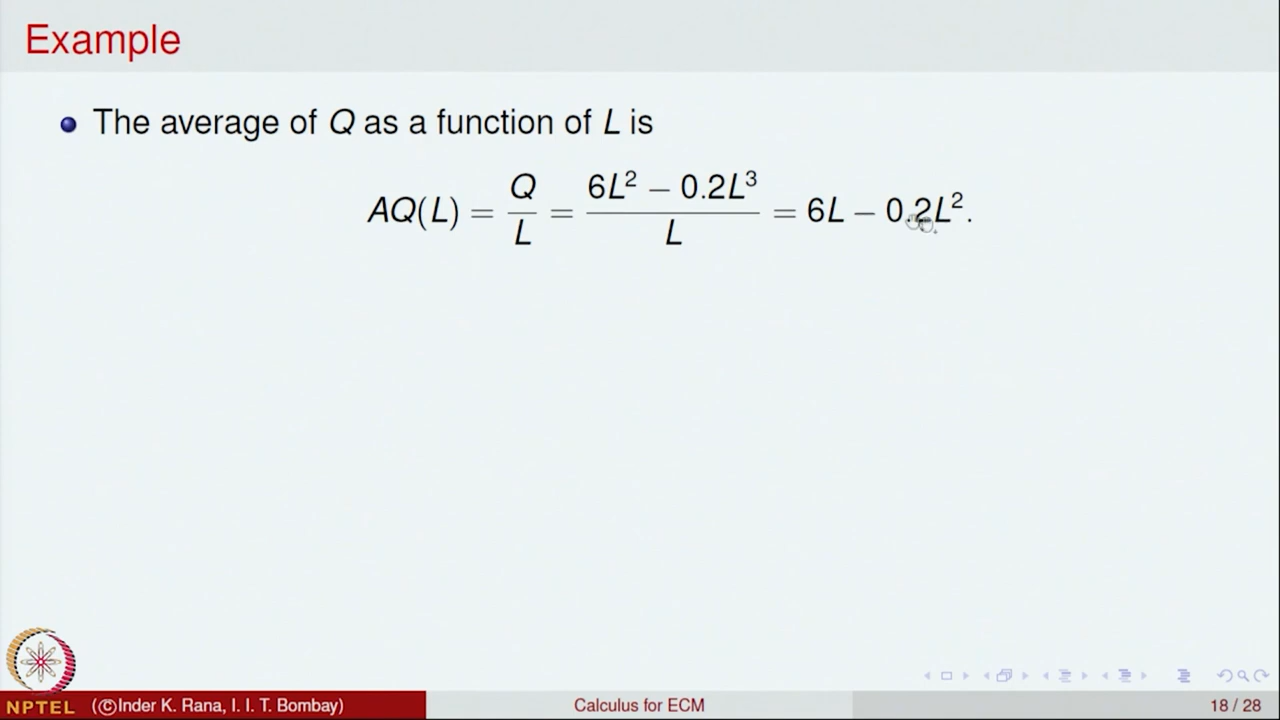 Example
The average of Q as a function of L is
AQ(L) = Q/L = (6L² − 0.2L³)/L = 6L − 0.2L².
NPTEL
(©Inder K. Rana, I. I. T. Bombay) Calculus for ECM 18 / 28